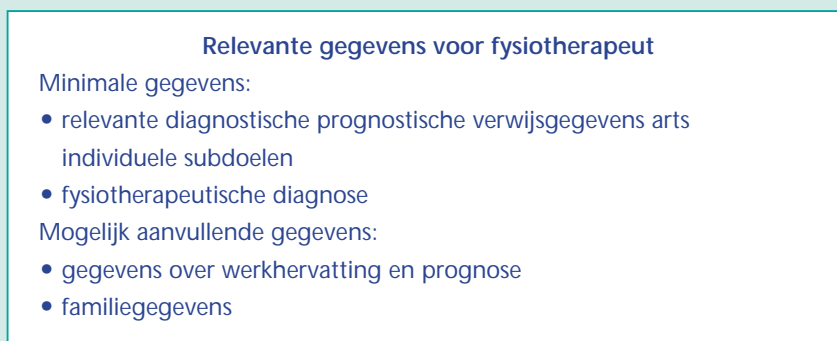 Relevante gegevens voor fysiotherapeut
Minimale gegevens:
• relevante diagnostische prognostische verwijsgegevens arts
individuele subdoelen
• fysiotherapeutische diagnose
Mogelijk aanvullende gegevens:
• gegevens over werkhervatting en prognose
• familiegegevens